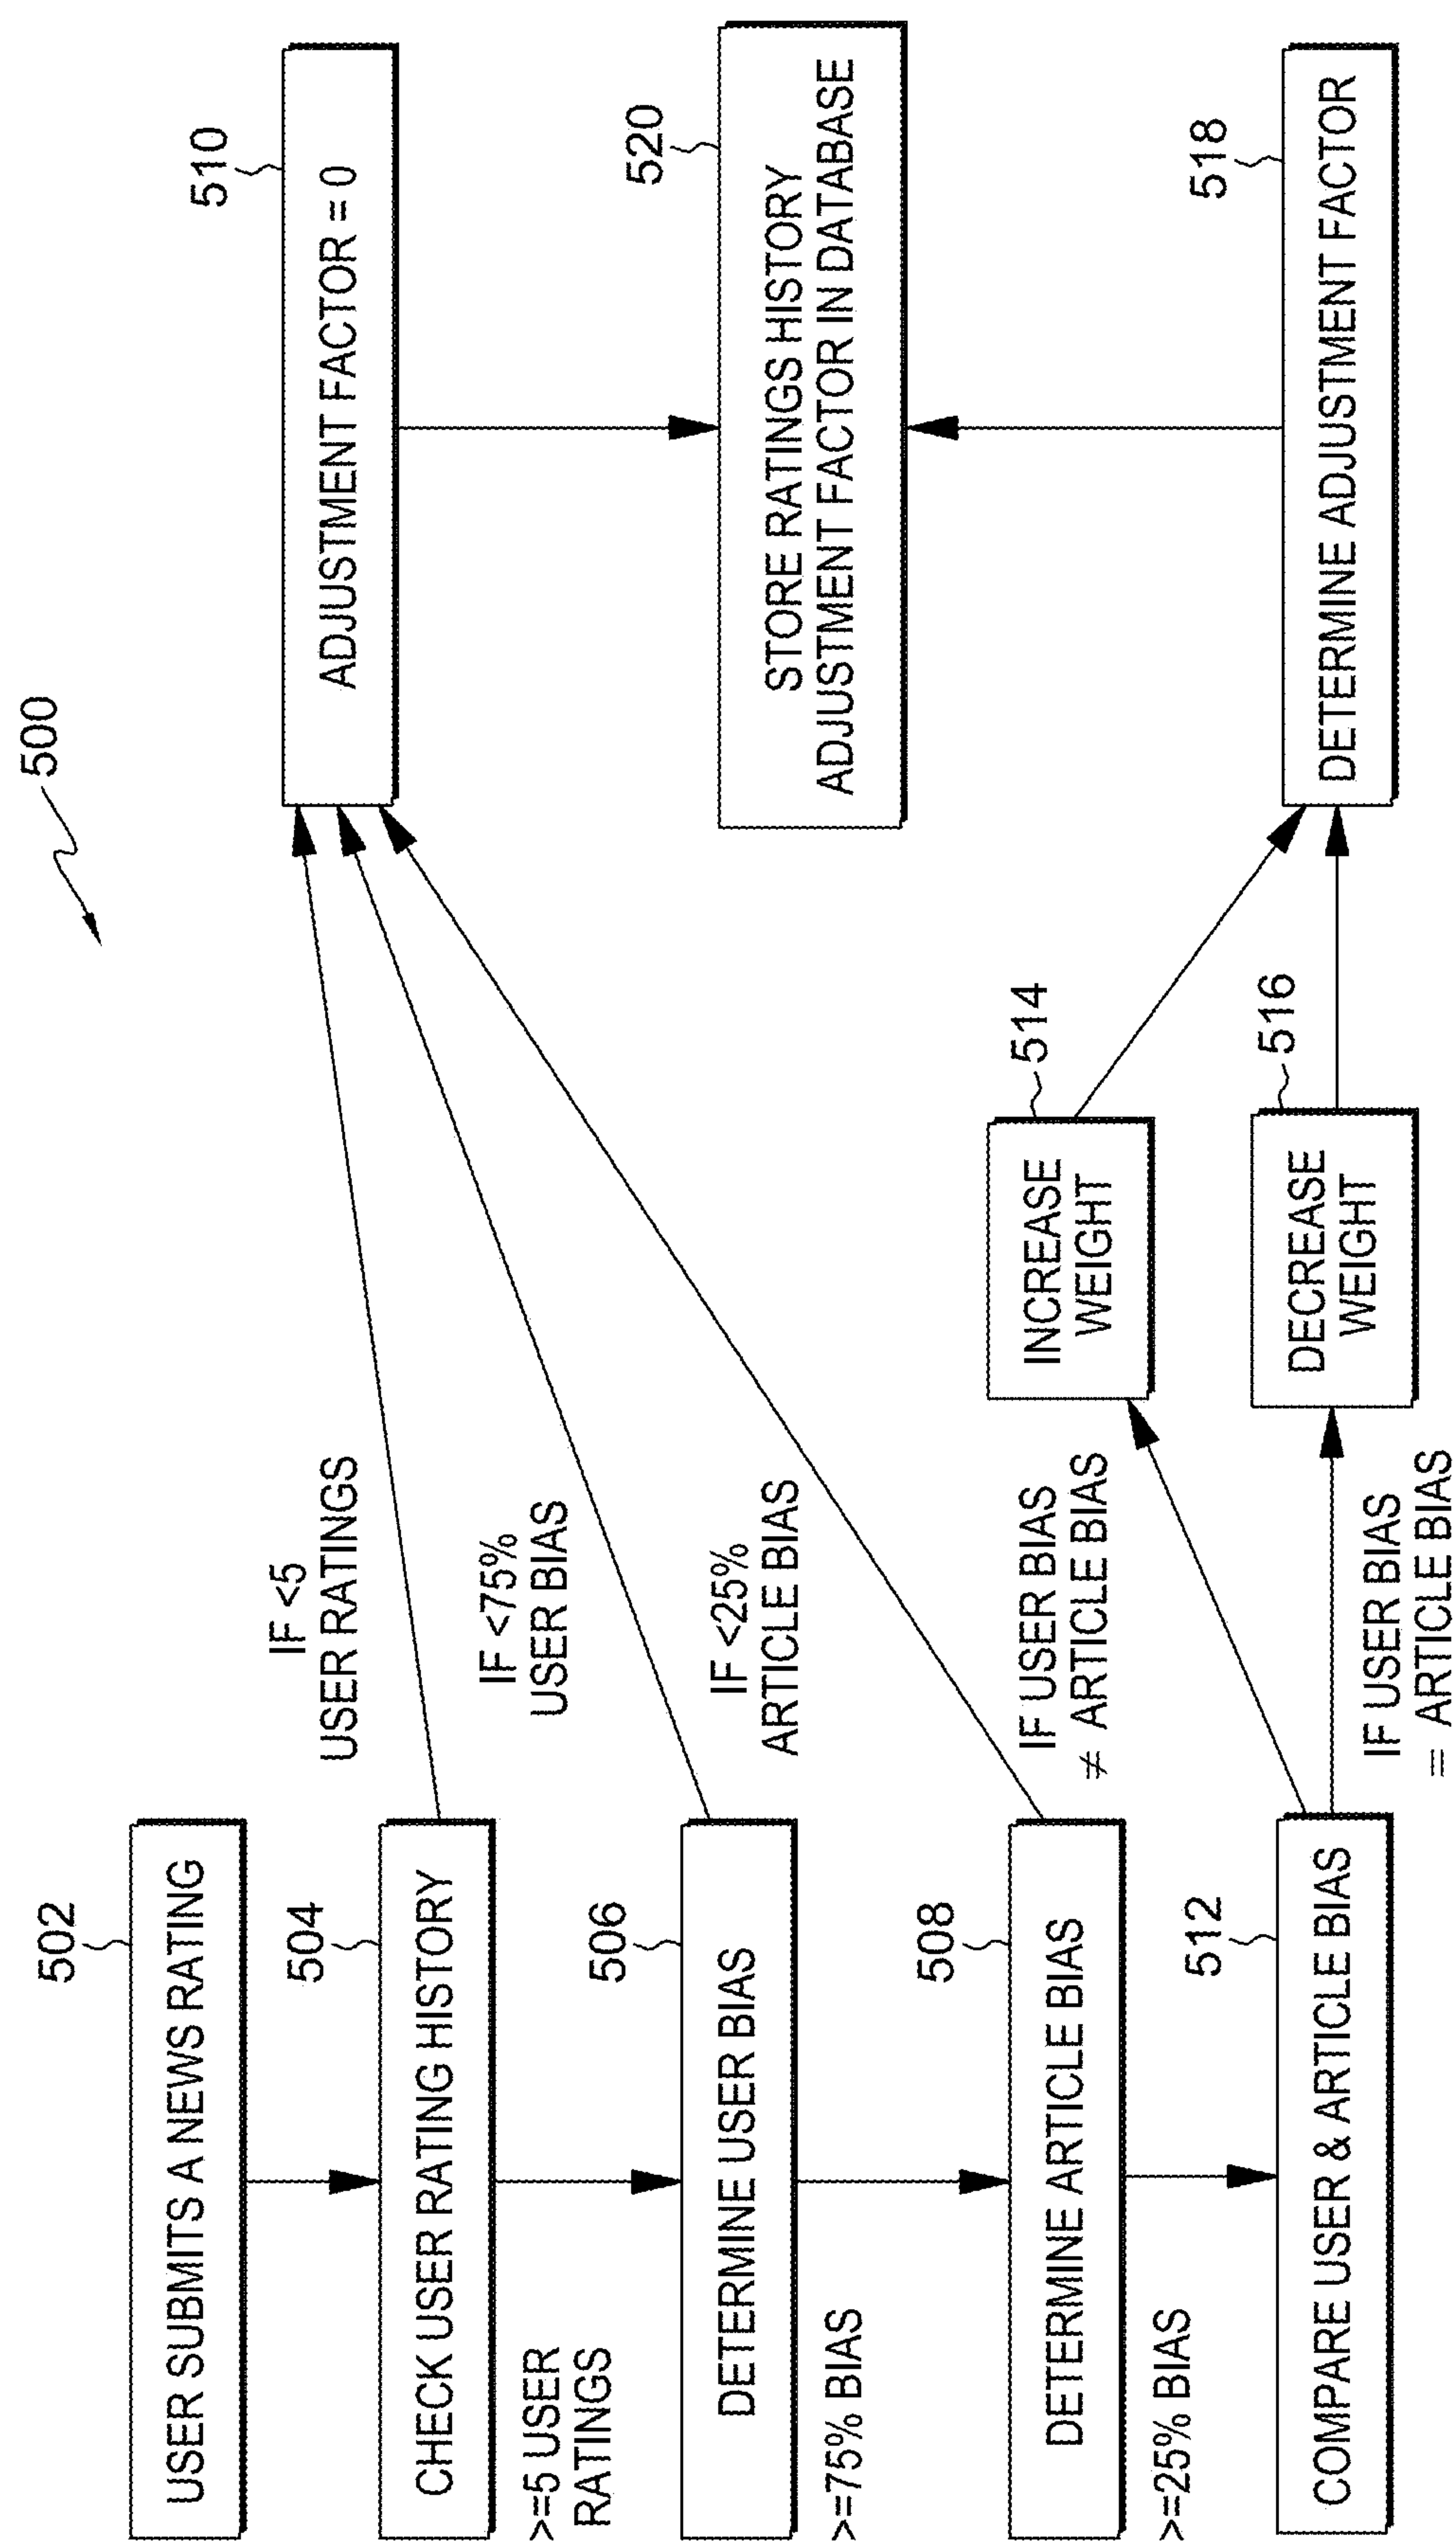 500
502
USER SUBMITS A NEWS RATING
504
CHECK USER RATING HISTORY
>=5 USER
RATINGS
IF <5
USER RATINGS
510
ADJUSTMENT FACTOR = 0
506
DETERMINE USER BIAS
>=75% BIAS
IF <75%
USER BIAS
520
STORE RATINGS HISTORY
ADJUSTMENT FACTOR IN DATABASE
508
DETERMINE ARTICLE BIAS
>=25% BIAS
IF <25%
ARTICLE BIAS
512
COMPARE USER & ARTICLE BIAS
IF USER BIAS
≠ ARTICLE BIAS
514
INCREASE
WEIGHT
IF USER BIAS
= ARTICLE BIAS
516
DECREASE
WEIGHT
518
DETERMINE ADJUSTMENT FACTOR